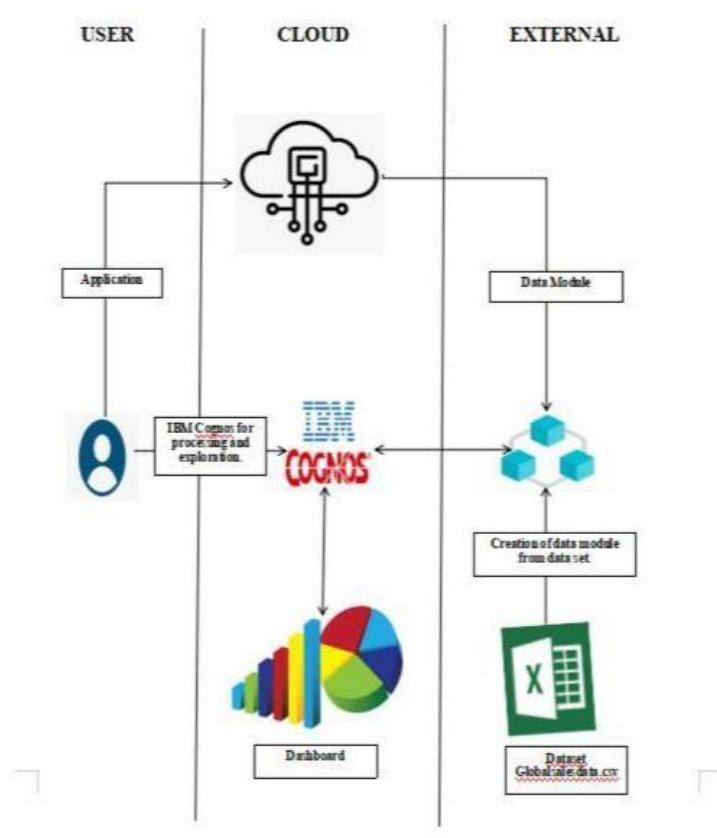 USER
CLOUD
EXTERNAL
Application
Data Module
IBM Cognos for
processing and
exploration.
IBM
COGNOS
Creation of data module
from data set
X
Dashboard
Dataset
Globalsalesdata.csv